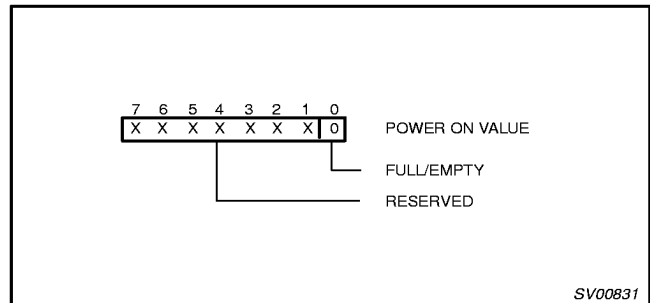 7 6 5 4 3 2 1 0
X X X X X X X 0 POWER ON VALUE
FULL/EMPTY
RESERVED
SV00831